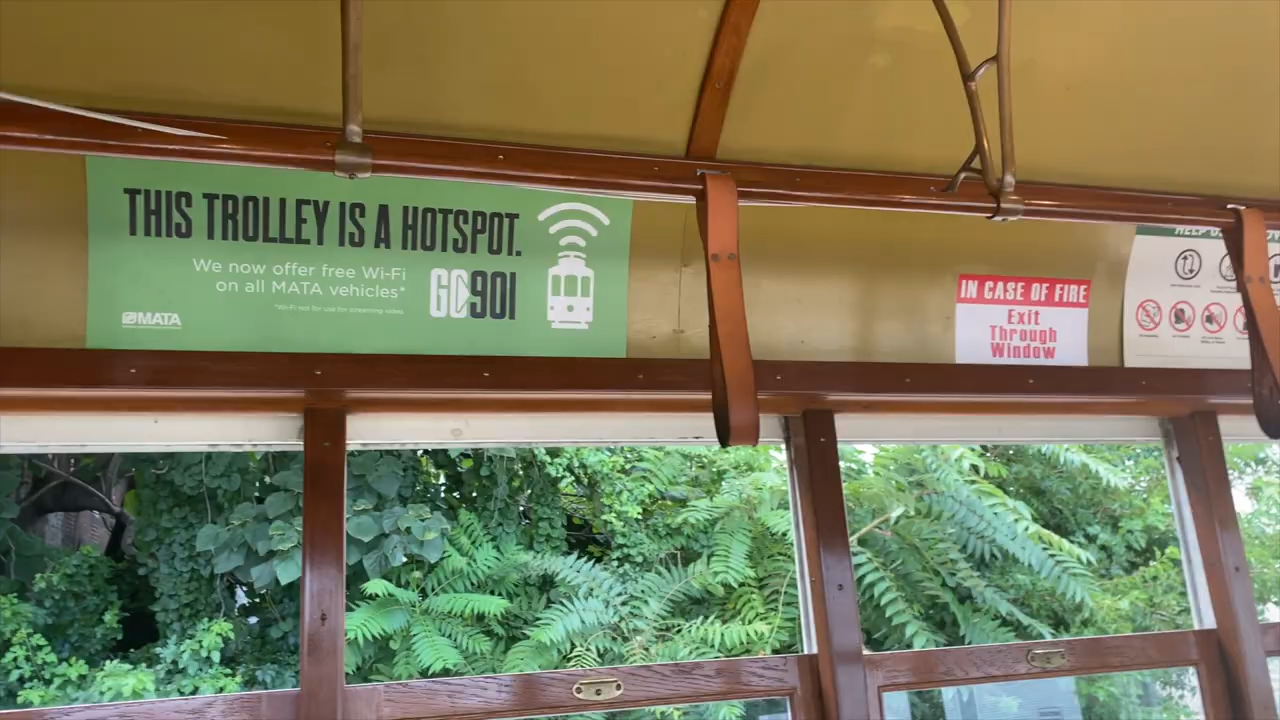 THIS TROLLEY IS A HOTSPOT.
We now offer free Wi-Fi
on all MATA vehicles*
*Wi-Fi not for use for streaming video.
GO901
MATA
IN CASE OF FIRE
Exit
Through
Window
HELP